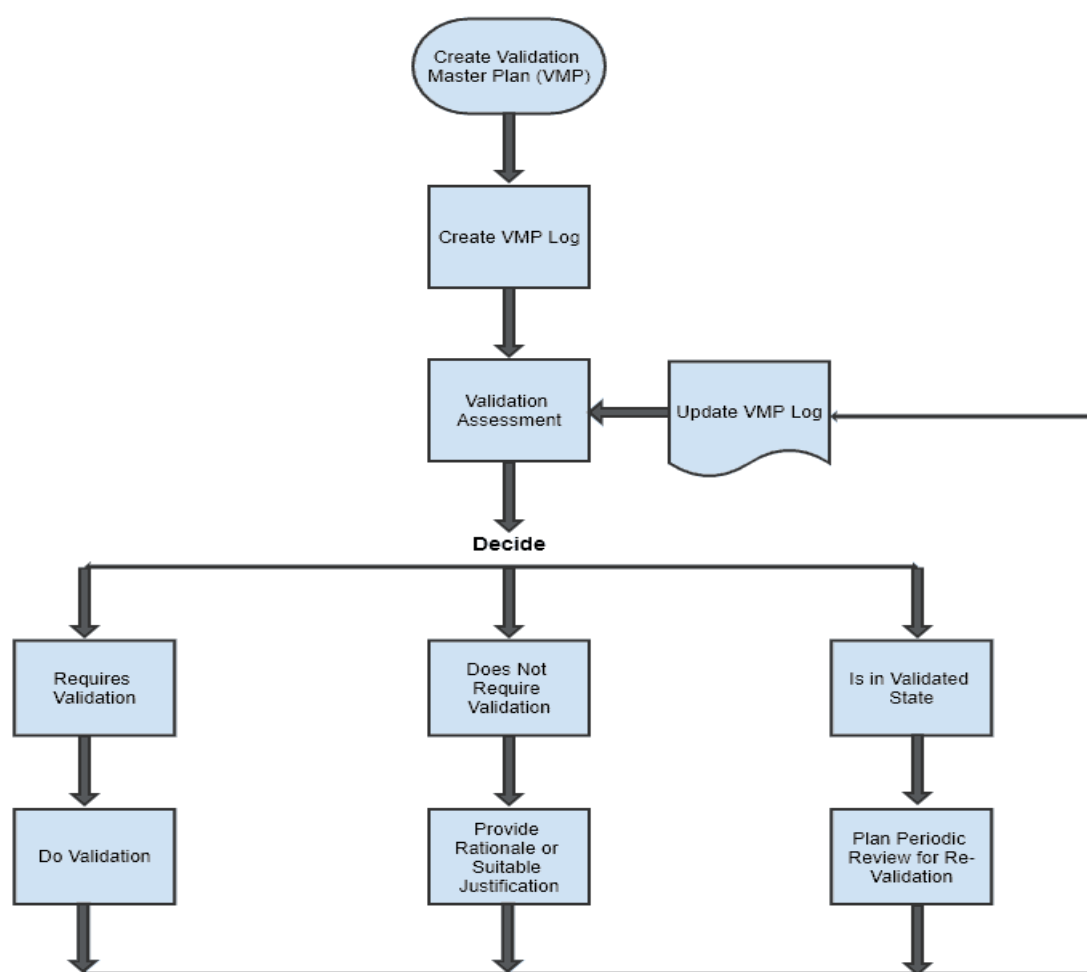 Create Validation
Master Plan (VMP)
Create VMP Log
Validation
Assessment
Update VMP Log
Decide
Requires
Validation
Does Not
Require
Validation
Is in Validated
State
Do Validation
Provide
Rationale or
Suitable
Justification
Plan Periodic
Review for Re-
Validation